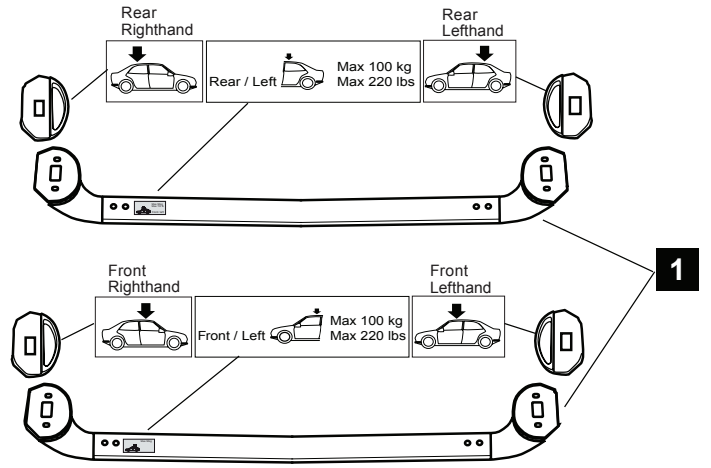 Rear
Righthand
Rear
Lefthand
Rear / Left
Max 100 kg
Max 220 lbs
1
Front
Righthand
Front
Lefthand
Front / Left
Max 100 kg
Max 220 lbs